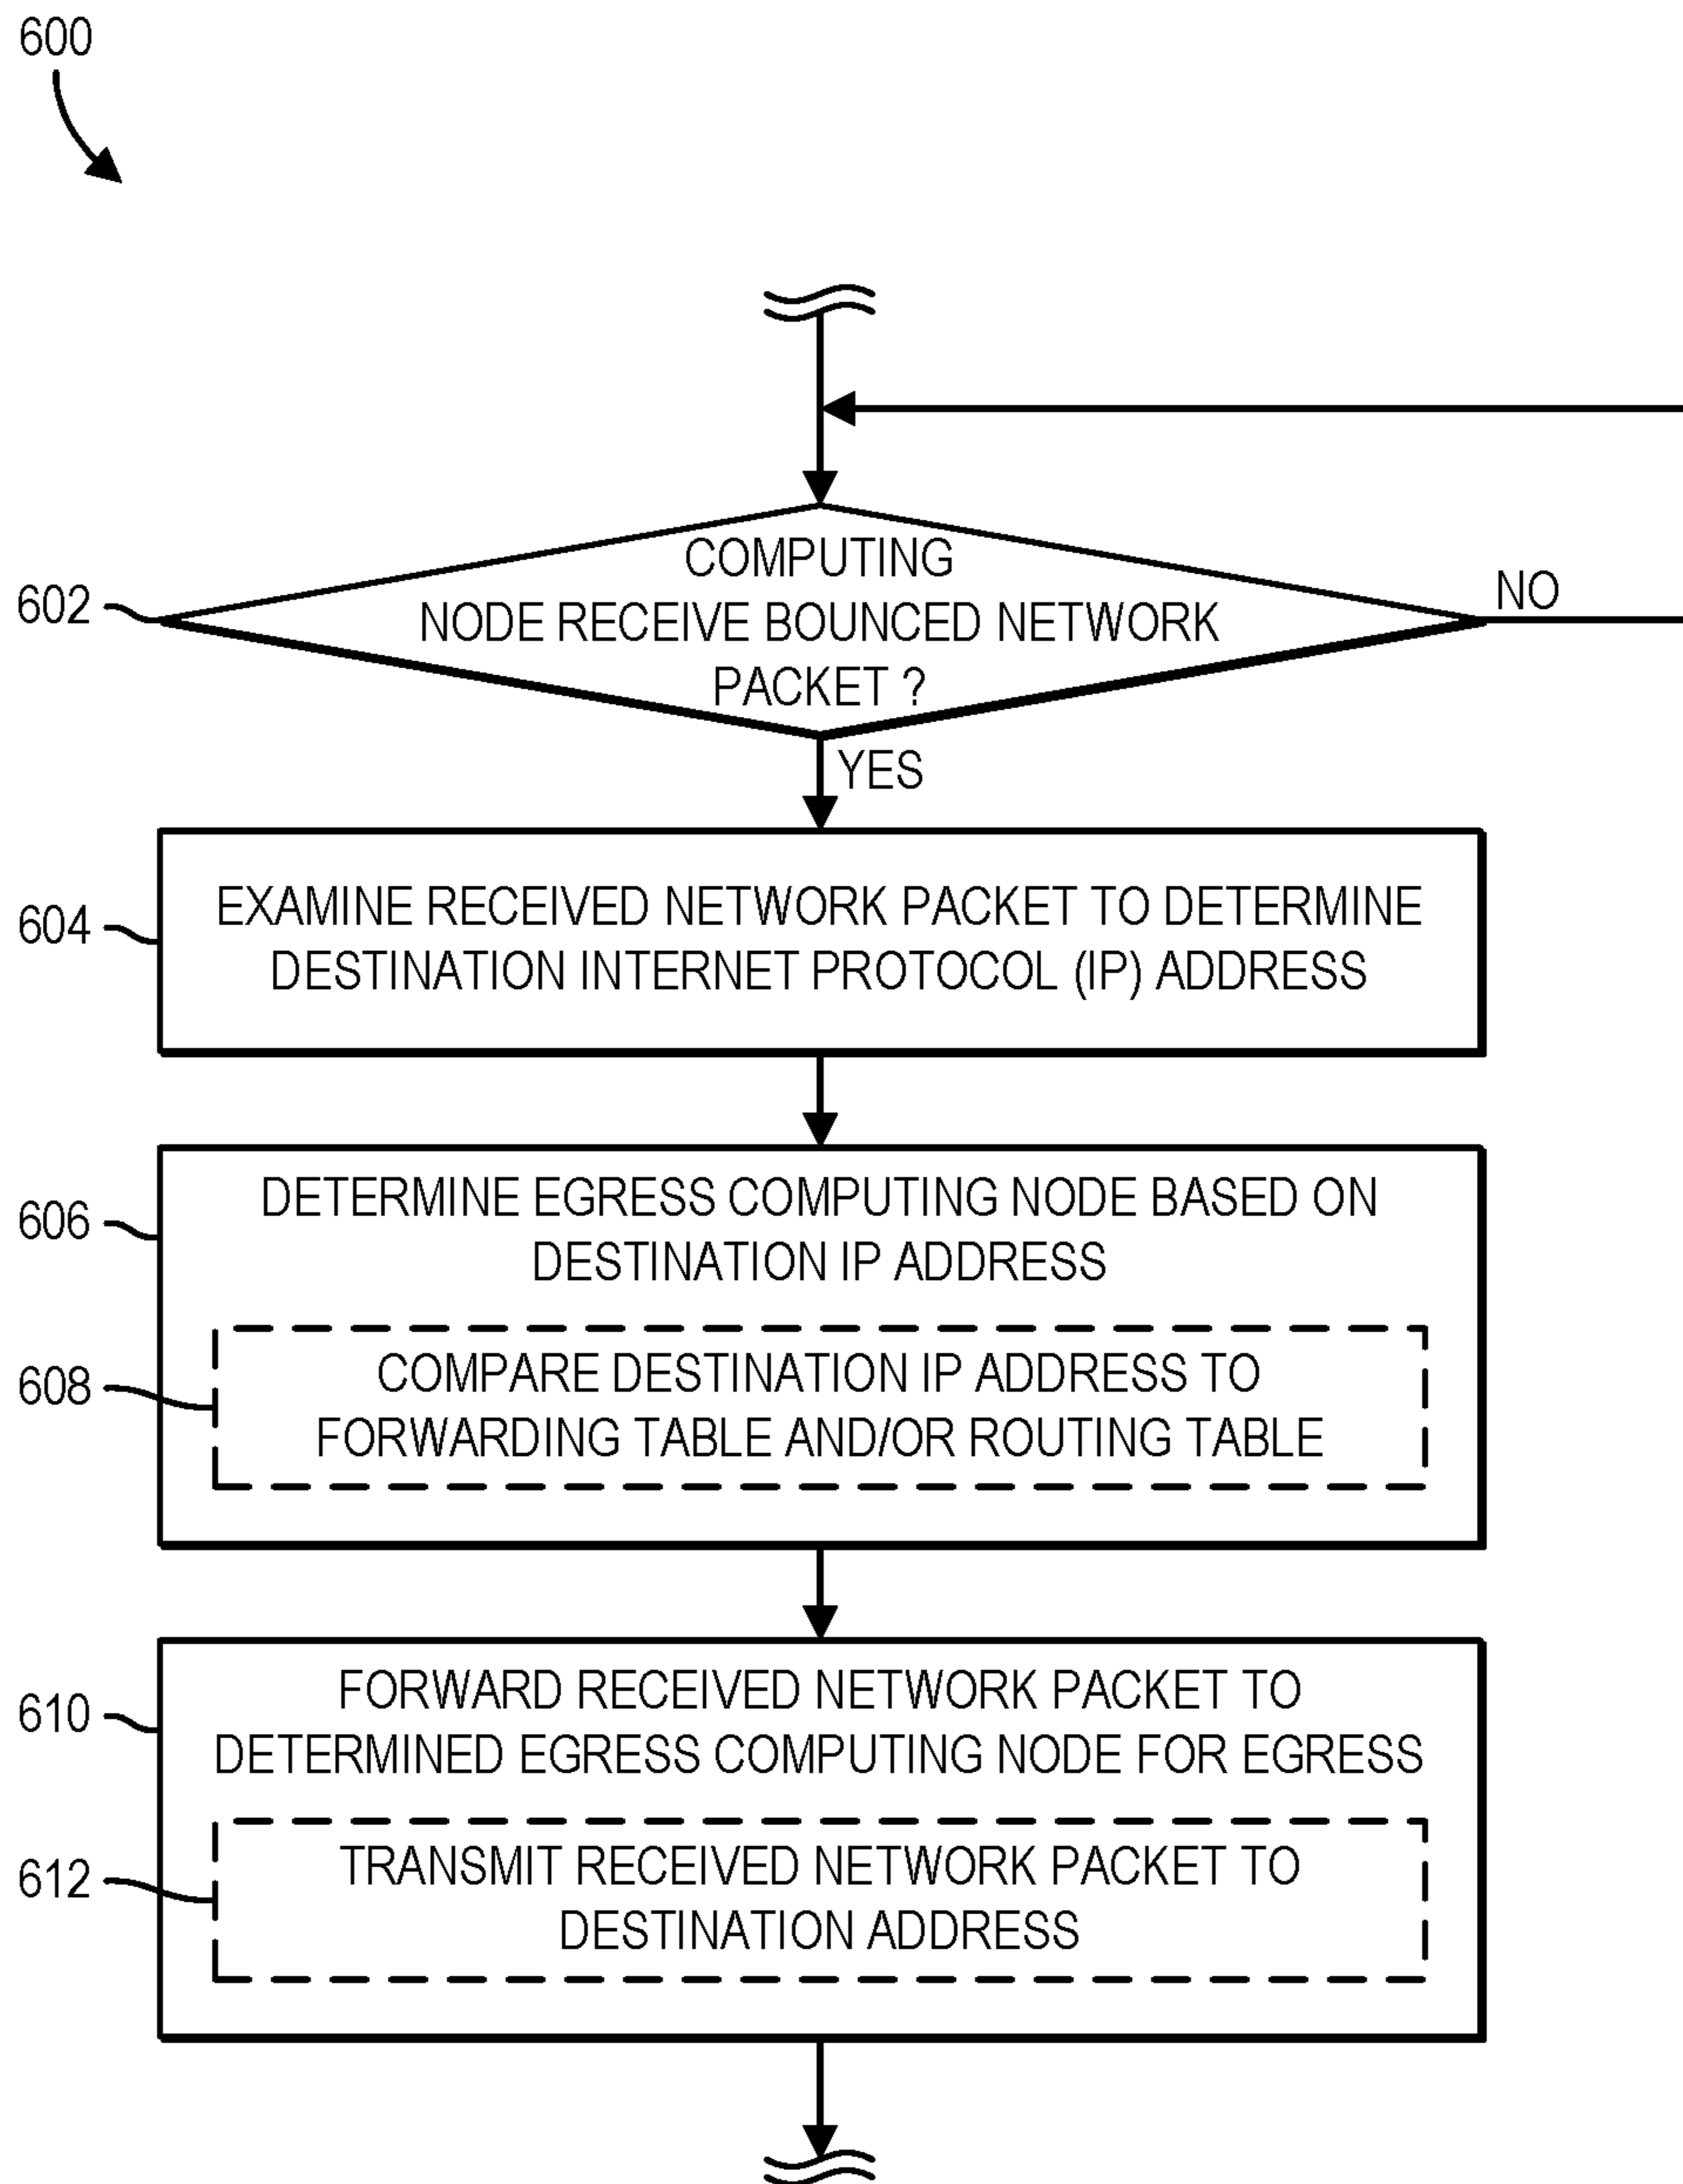 600
COMPUTING
602
NODE RECEIVE BOUNCED NETWORK
NO
PACKET ?
YES
604
EXAMINE RECEIVED NETWORK PACKET TO DETERMINE
DESTINATION INTERNET PROTOCOL (IP) ADDRESS
606
DETERMINE EGRESS COMPUTING NODE BASED ON
DESTINATION IP ADDRESS
608
COMPARE DESTINATION IP ADDRESS TO
FORWARDING TABLE AND/OR ROUTING TABLE
610
FORWARD RECEIVED NETWORK PACKET TO
DETERMINED EGRESS COMPUTING NODE FOR EGRESS
612
TRANSMIT RECEIVED NETWORK PACKET TO
DESTINATION ADDRESS